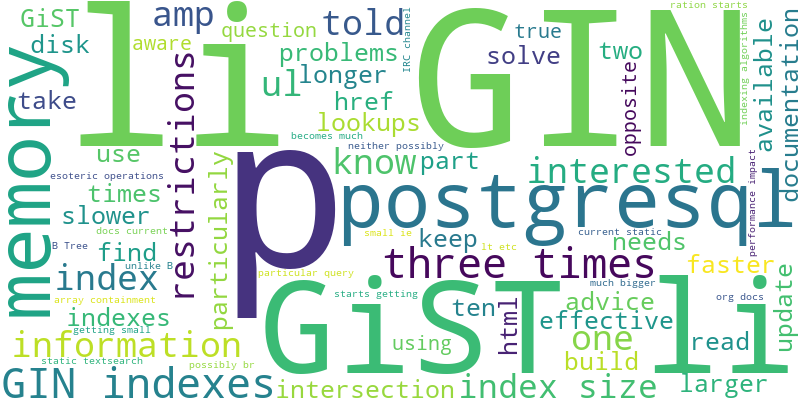 GiST
amp
told
question
IRC channel
ration starts
li
GIN
disk
aware
problems
true
two
solve
longer
ul
href
take
lookups
opposite
indexing algorithms
available
documentation
memory
restrictions
becomes much
neither possibly
use
know
part
interested
performance impact
esoteric operations
times
particularly
p
postgresql
slower
docs current
small ie
current static
B Tree
find
keep
lt etc
needs
unlike B
three times
faster
index
particular query
GiST
li
much bigger
array containment
starts getting
ten
advice
org docs
update
indexes
effective
getting small
html
information
using
one
read
static textsearch
possibly br
build
GIN indexes
intersection
index size
larger